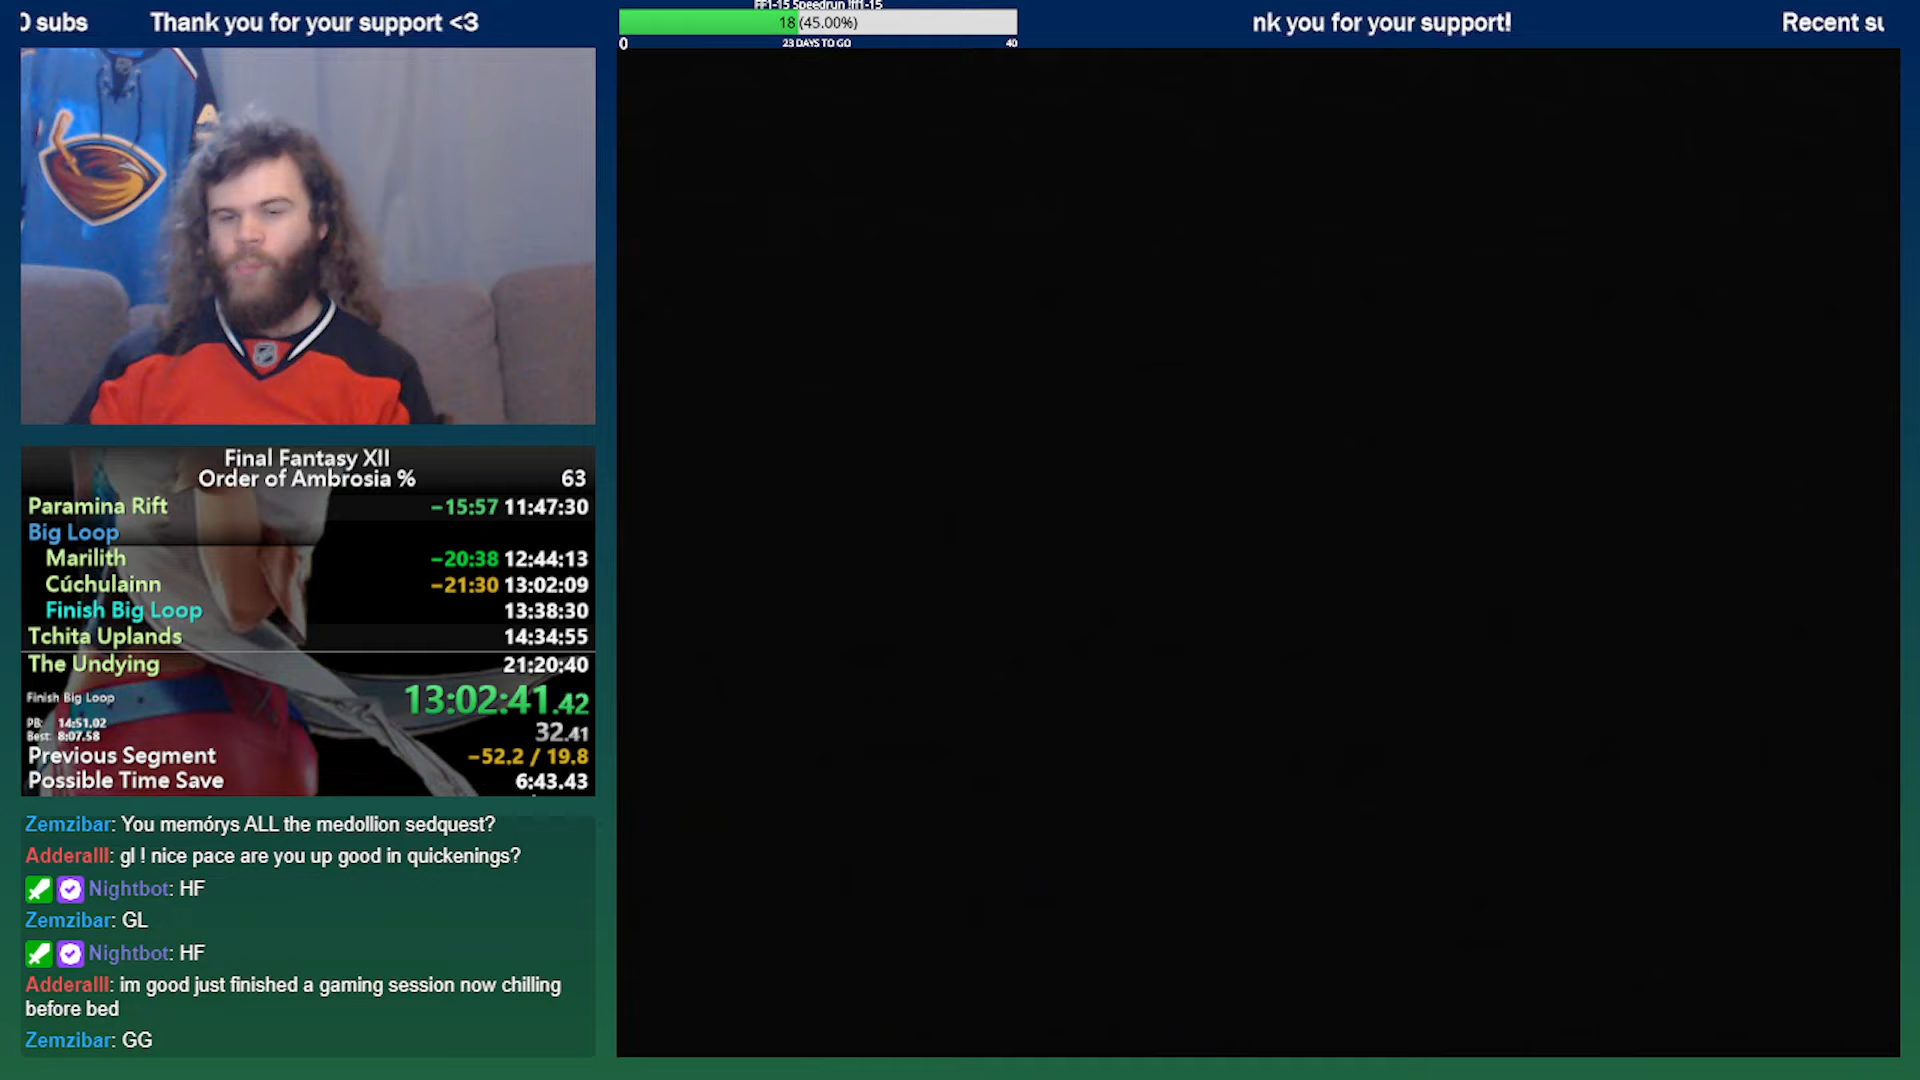 0 subs Thank you for your support <3
FF1-15 Speedrun !ff1-15
18 (45.00%)
0 23 DAYS TO GO 40
nk you for your support! Recent su
Final Fantasy XII
Order of Ambrosia % 63
Paramina Rift -15:57 11:47:30
Big Loop
Marilith -20:38 12:44:13
Cúchulainn -21:30 13:02:09
Finish Big Loop 13:38:30
Tchita Uplands 14:34:55
The Undying 21:20:40
Finish Big Loop 13:02:41.42
PB: 14:51.02
Best: 8:07.58 32.41
Previous Segment -52.2 / 19.8
Possible Time Save 6:43.43
Zemzibar: You memórys ALL the medollion sedquest?
Adderalll: gl ! nice pace are you up good in quickenings?
Nightbot: HF
Zemzibar: GL
Nightbot: HF
Adderalll: im good just finished a gaming session now chilling
before bed
Zemzibar: GG